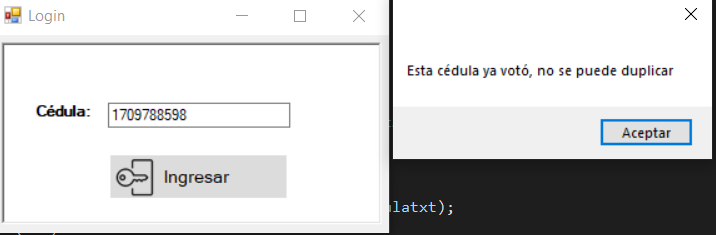 Login
Cédula:
1709788598
Ingresar
Esta cédula ya votó, no se puede duplicar
Aceptar
latxt);